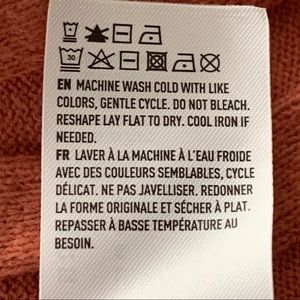 30
EN MACHINE WASH COLD WITH LIKE
COLORS, GENTLE CYCLE. DO NOT BLEACH.
RESHAPE LAY FLAT TO DRY. COOL IRON IF
NEEDED.
FR LAVER À LA MACHINE À L'EAU FROIDE
AVEC DES COULEURS SEMBLABLES, CYCLE
DÉLICAT. NE PAS JAVELLISER. REDONNER
LA FORME ORIGINALE ET SÉCHER À PLAT.
REPASSER À BASSE TEMPÉRATURE AU
BESOIN.